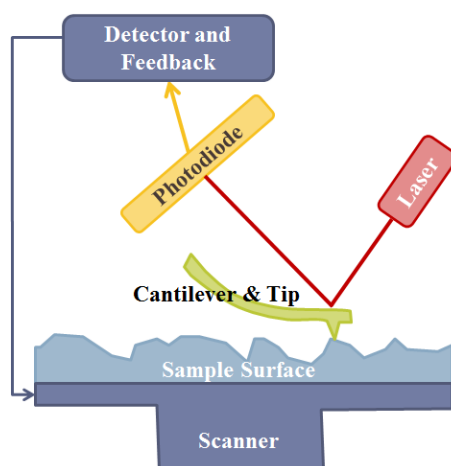 Detector and
Feedback
Photodiode
Laser
Cantilever & Tip
Sample Surface
Scanner